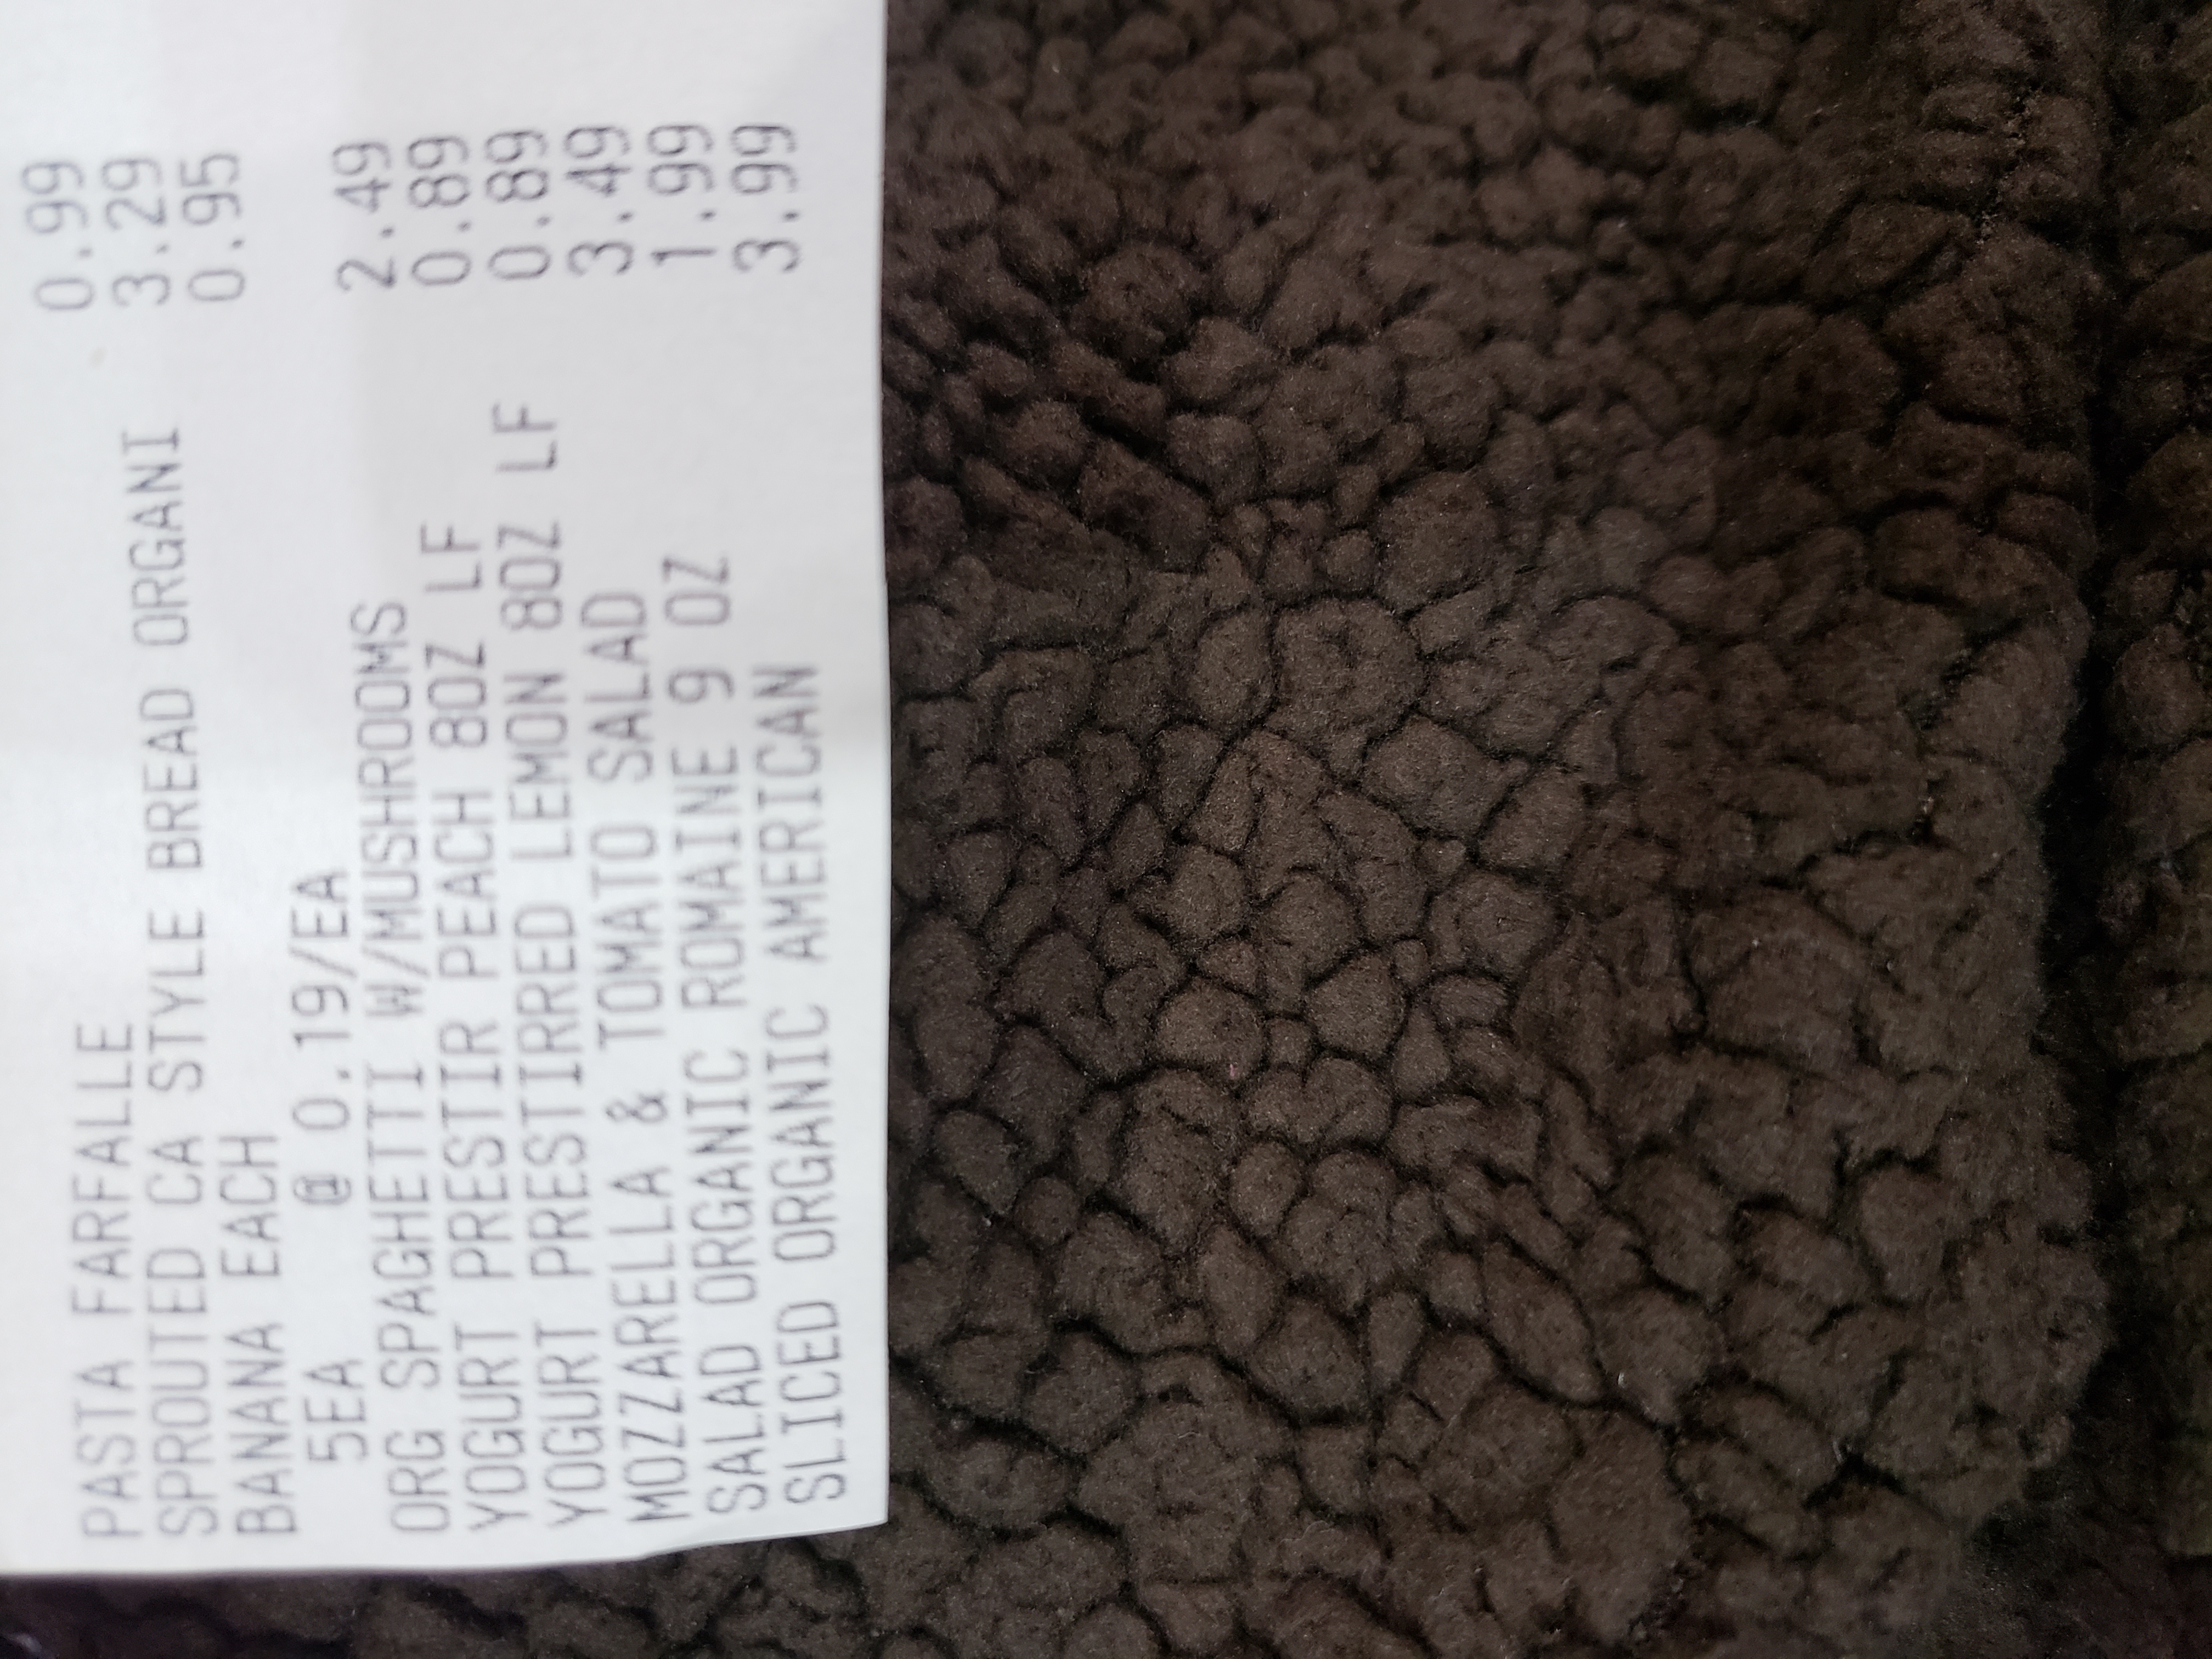 PASTA FARFALLE 0.99
SPROUTED CA STYLE BREAD ORGANI 3.29
BANANA EACH 0.95
5EA @ 0.19/EA
ORG SPAGHETTI W/MUSHROOMS 2.49
YOGURT PRESTIR PEACH 8OZ LF 0.89
YOGURT PRESTIRRED LEMON 8OZ LF 0.89
MOZZARELLA & TOMATO SALAD 3.49
SALAD ORGANIC ROMAINE 9 OZ 1.99
SLICED ORGANIC AMERICAN 3.99